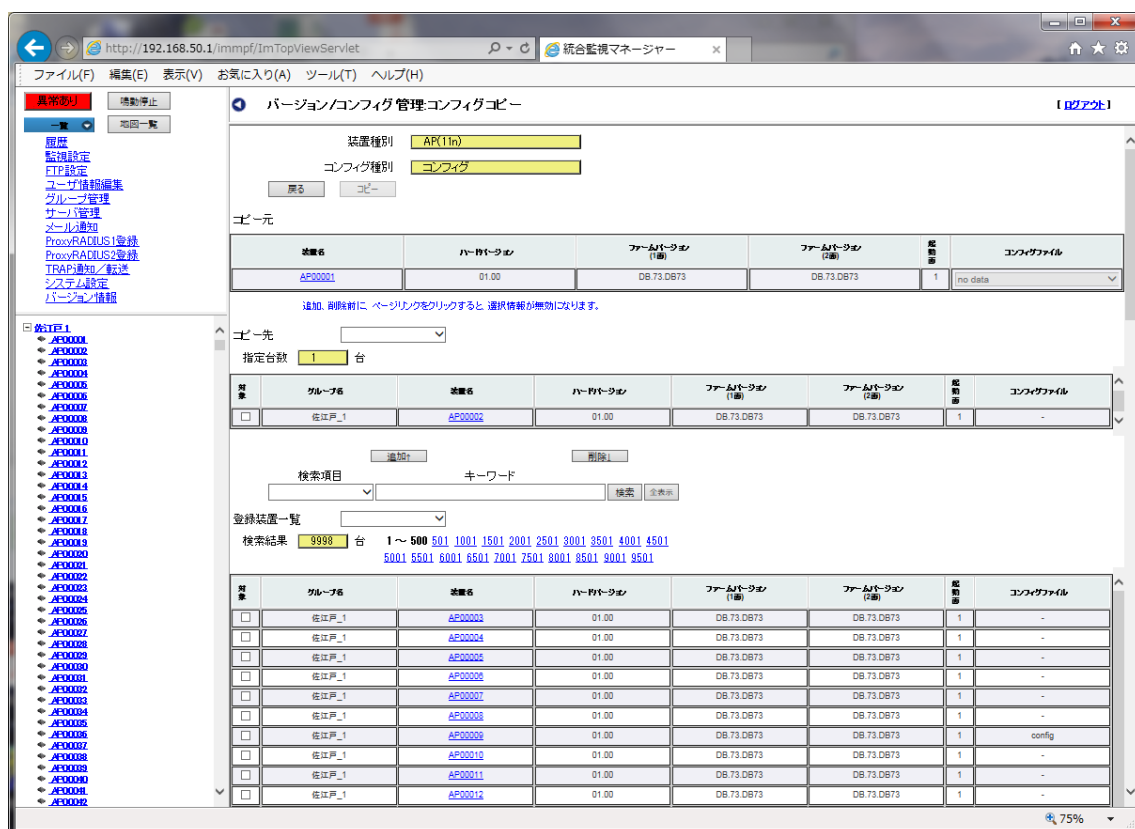 http://192.168.50.1/immpf/ImTopViewServlet
統合監視マネージャー
ファイル(F) 編集(E) 表示(V) お気に入り(A) ツール(T) ヘルプ(H)
異常あり 鳴動停止
一覧 地図一覧
履歴
監視設定
FTP設定
ユーザ情報編集
グループ管理
サーバ管理
メール通知
ProxyRADIUS1登録
ProxyRADIUS2登録
TRAP通知/転送
システム設定
バージョン情報
佐江戸_1
AP00001
AP00002
AP00003
AP00004
AP00005
AP00006
AP00007
AP00008
AP00009
AP00010
AP00011
AP00012
AP00013
AP00014
AP00015
AP00016
AP00017
AP00018
AP00019
AP00020
AP00021
AP00022
AP00023
AP00024
AP00025
AP00026
AP00027
AP00028
AP00029
AP00030
AP00031
AP00032
AP00033
AP00034
AP00035
AP00036
AP00037
AP00038
AP00039
AP00040
AP00041
AP00042
バージョン/コンフィグ管理:コンフィグコピー [ログアウト]
装置種別 AP(11n)
コンフィグ種別 コンフィグ
戻る コピー
コピー元
装置名 ハードバージョン ファームバージョン(1面) ファームバージョン(2面) 起動面 コンフィグファイル
AP00001 01.00 DB.73.DB73 DB.73.DB73 1 no data
追加、削除前に、ページリンクをクリックすると、選択情報が無効になります。
コピー先
指定台数 1 台
対象 グループ名 装置名 ハードバージョン ファームバージョン(1面) ファームバージョン(2面) 起動面 コンフィグファイル
佐江戸_1 AP00002 01.00 DB.73.DB73 DB.73.DB73 1 -
追加↑ 削除↓
検索項目 キーワード
検索 全表示
登録装置一覧
検索結果 9998 台 1～500 501 1001 1501 2001 2501 3001 3501 4001 4501
5001 5501 6001 6501 7001 7501 8001 8501 9001 9501
対象 グループ名 装置名 ハードバージョン ファームバージョン(1面) ファームバージョン(2面) 起動面 コンフィグファイル
佐江戸_1 AP00003 01.00 DB.73.DB73 DB.73.DB73 1 -
佐江戸_1 AP00004 01.00 DB.73.DB73 DB.73.DB73 1 -
佐江戸_1 AP00005 01.00 DB.73.DB73 DB.73.DB73 1 -
佐江戸_1 AP00006 01.00 DB.73.DB73 DB.73.DB73 1 -
佐江戸_1 AP00007 01.00 DB.73.DB73 DB.73.DB73 1 -
佐江戸_1 AP00008 01.00 DB.73.DB73 DB.73.DB73 1 -
佐江戸_1 AP00009 01.00 DB.73.DB73 DB.73.DB73 1 config
佐江戸_1 AP00010 01.00 DB.73.DB73 DB.73.DB73 1 -
佐江戸_1 AP00011 01.00 DB.73.DB73 DB.73.DB73 1 -
佐江戸_1 AP00012 01.00 DB.73.DB73 DB.73.DB73 1 -
75%